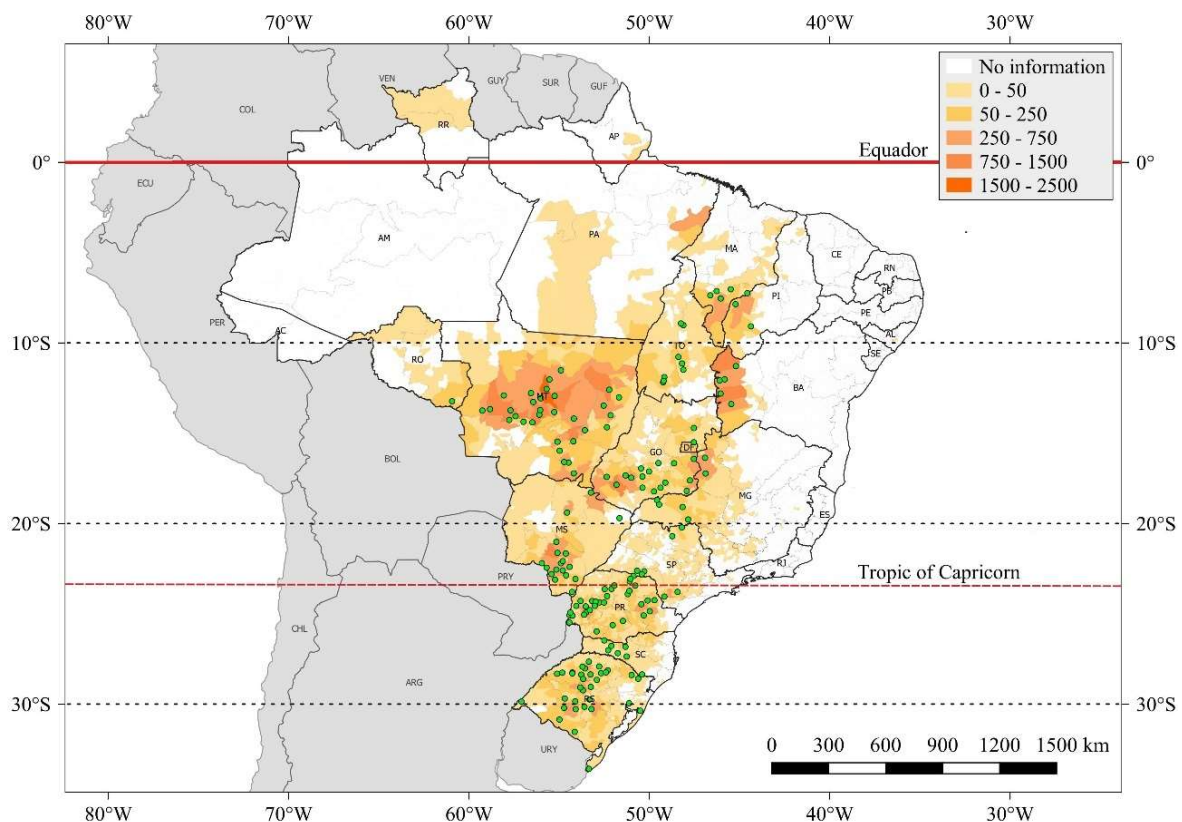 80°W 70°W 60°W 50°W 40°W 30°W
No information
0 - 50
50 - 250
250 - 750
750 - 1500
1500 - 2500
VEN
GUY
SUR
GUF
COL
RR
AP
Equador
0°
0°
ECU
AM
PA
MA
CE
RN
PB
PI
PE
AL
SE
PER
AC
RO
TO
10°S
10°S
MT
BA
BOL
GO
DF
MG
ES
20°S
20°S
MS
SP
RJ
PRY
Tropic of Capricorn
PR
CHL
SC
ARG
RS
30°S
30°S
URY
0 300 600 900 1200 1500 km
80°W 70°W 60°W 50°W 40°W 30°W